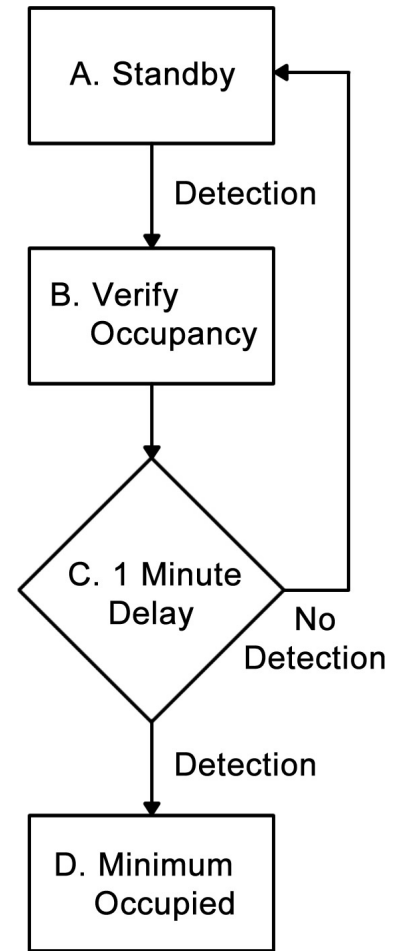 A. Standby
Detection
B. Verify
Occupancy
C. 1 Minute
Delay
No
Detection
Detection
D. Minimum
Occupied